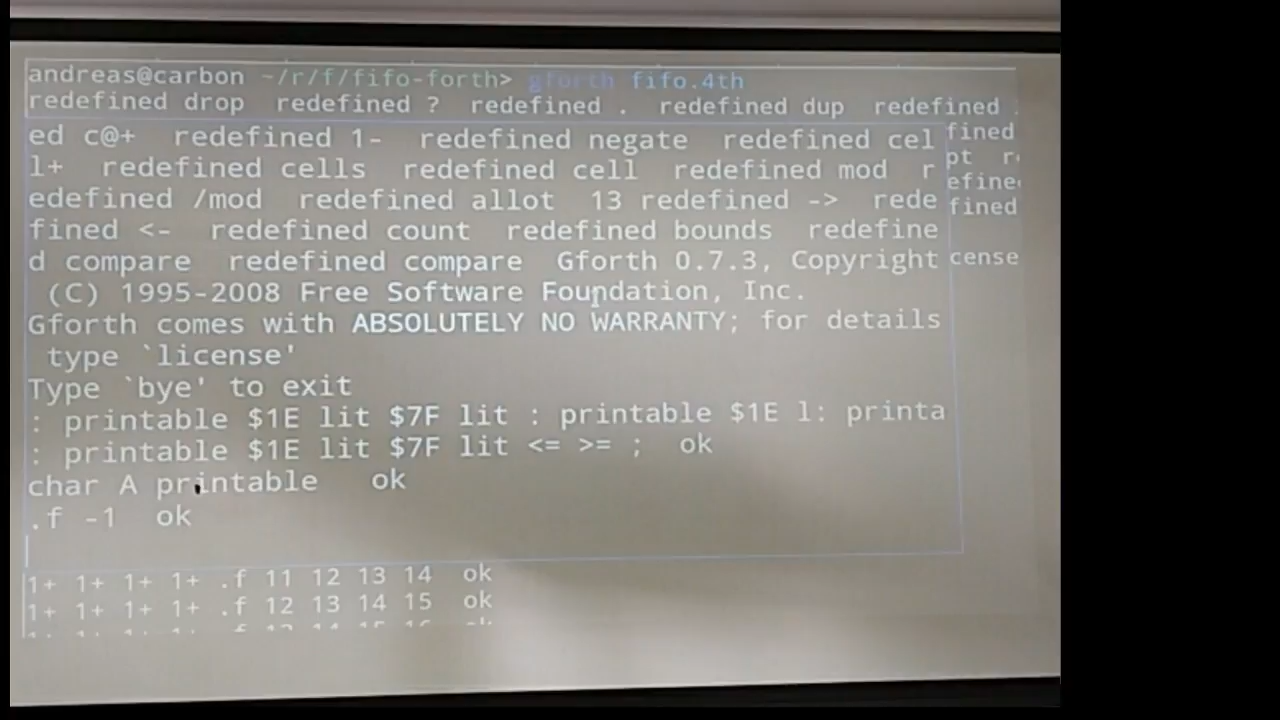 andreas@carbon ~/r/f/fifo-forth> gforth fifo.4th
redefined drop  redefined ?  redefined .  redefined dup  redefined
ed c@+  redefined 1-  redefined negate  redefined cel
l+  redefined cells  redefined cell  redefined mod  r
edefined /mod  redefined allot  13 redefined ->  rede
fined <-  redefined count  redefined bounds  redefine
d compare  redefined compare  Gforth 0.7.3, Copyright
(C) 1995-2008 Free Software Foundation, Inc.
Gforth comes with ABSOLUTELY NO WARRANTY; for details
type `license'
Type `bye' to exit
: printable $1E lit $7F lit : printable $1E l: printa
: printable $1E lit $7F lit <= >= ;  ok
char A printable   ok
.f -1  ok
fined
pt
efine
fined
cense
1+ 1+ 1+ 1+ .f 11 12 13 14  ok
1+ 1+ 1+ 1+ .f 12 13 14 15  ok